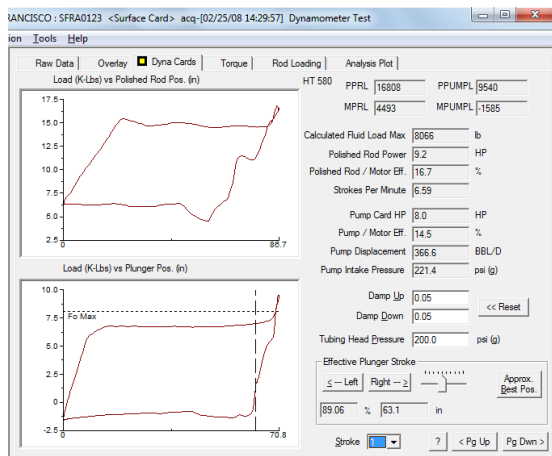 RANCISCO : SFRA0123 <Surface Card> acq-[02/25/08 14:29:57] Dynamometer Test
ion Tools Help
Raw Data Overlay Dyna Cards Torque Rod Loading Analysis Plot
Load (K-Lbs) vs Polished Rod Pos. (in)
17.5
15.0
12.5
10.0
7.5
5.0
2.5
0 86.7
Load (K-Lbs) vs Plunger Pos. (in)
10.0
Fo Max
7.5
5.0
2.5
0.0
-2.5
0 70.8
HT 580 PPRL 16808 PPUMPL 9540
MPRL 4493 MPUMPL -1585
Calculated Fluid Load Max 8066 lb
Polished Rod Power 9.2 HP
Polished Rod / Motor Eff. 16.7 %
Strokes Per Minute 6.59
Pump Card HP 8.0 HP
Pump / Motor Eff. 14.5 %
Pump Displacement 366.6 BBL/D
Pump Intake Pressure 221.4 psi (g)
Damp Up 0.05
<< Reset
Damp Down 0.05
Tubing Head Pressure 200.0 psi (g)
Effective Plunger Stroke
< --- Left Right --- > Approx. Best Pos.
89.06 % 63.1 in
Stroke 1 ? < Pg Up Pg Dwn >